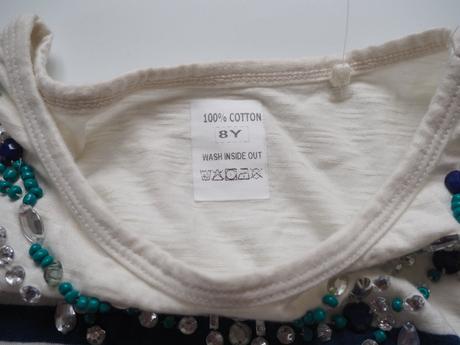 100% COTTON
8Y
WASH INSIDE OUT